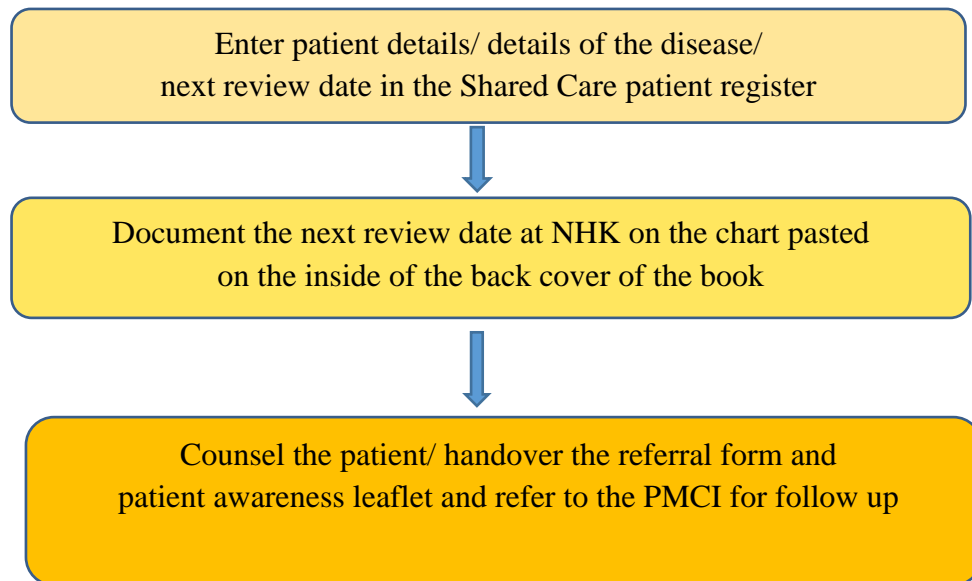 Enter patient details/ details of the disease/
next review date in the Shared Care patient register
Document the next review date at NHK on the chart pasted
on the inside of the back cover of the book
Counsel the patient/ handover the referral form and
patient awareness leaflet and refer to the PMCI for follow up